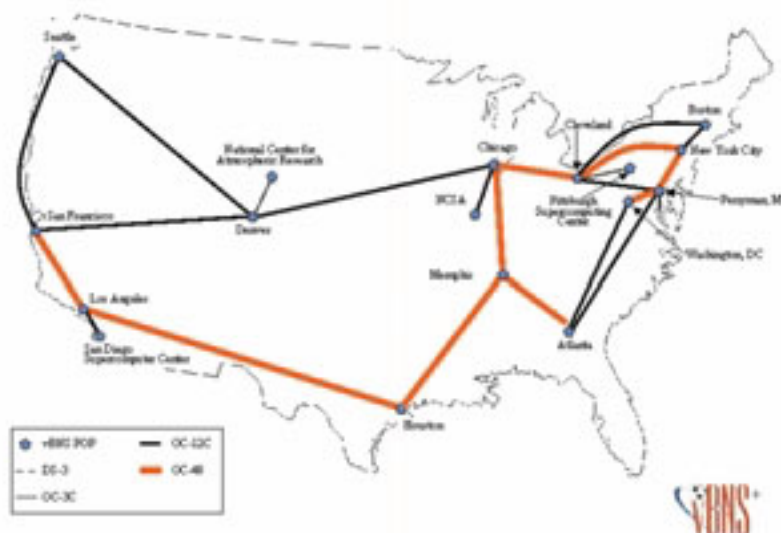 Seattle
Boston
Cleveland
National Center for
Atmospheric Research
Chicago
New York City
NCSA
San Francisco
Denver
Pittsburgh
Supercomputing
Center
Perryman, M
Washington, DC
Memphis
Los Angeles
Atlanta
San Diego
Supercomputer Center
Houston
vBNS POP
OC-12C
DS-3
OC-48
OC-3C
vBNS+